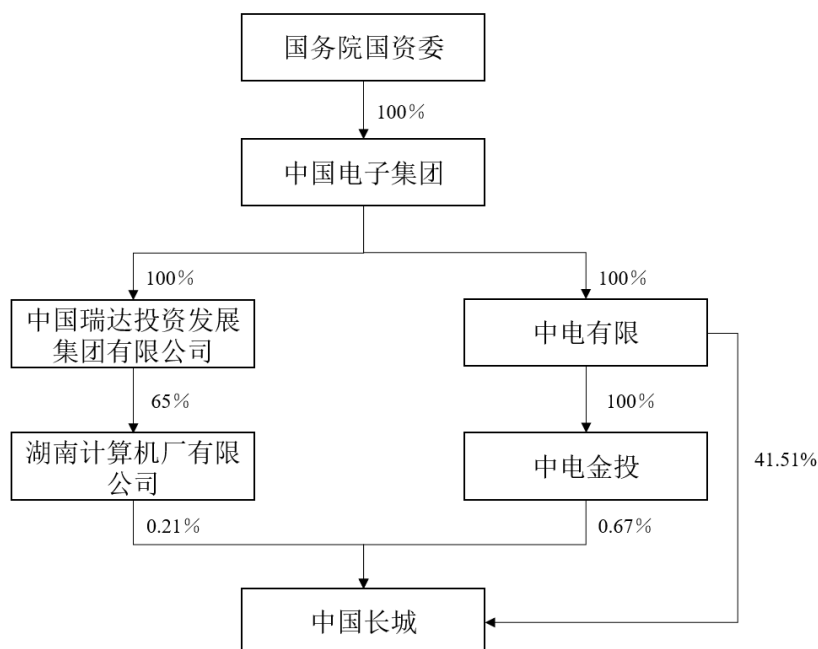 国务院国资委
100%
中国电子集团
100%
100%
中国瑞达投资发展
集团有限公司
中电有限
65%
100%
湖南计算机厂有限
公司
中电金投
41.51%
0.21%
0.67%
中国长城